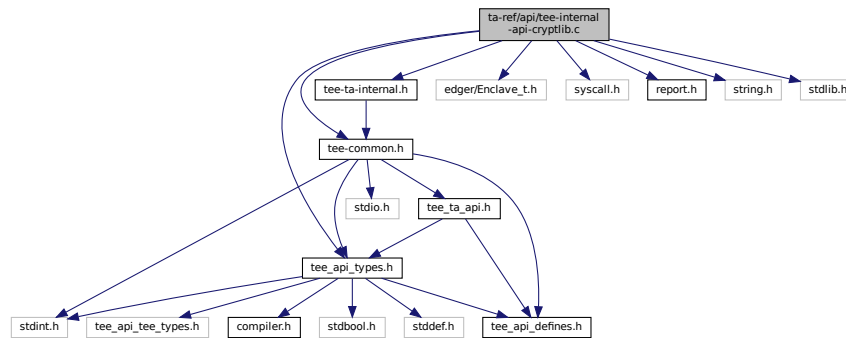 ta-ref/api/tee-internal
-api-cryptlib.c
tee-ta-internal.h
edger/Enclave_t.h
syscall.h
report.h
string.h
stdlib.h
tee-common.h
stdio.h
tee_ta_api.h
tee_api_types.h
stdint.h
tee_api_tee_types.h
compiler.h
stdbool.h
stddef.h
tee_api_defines.h